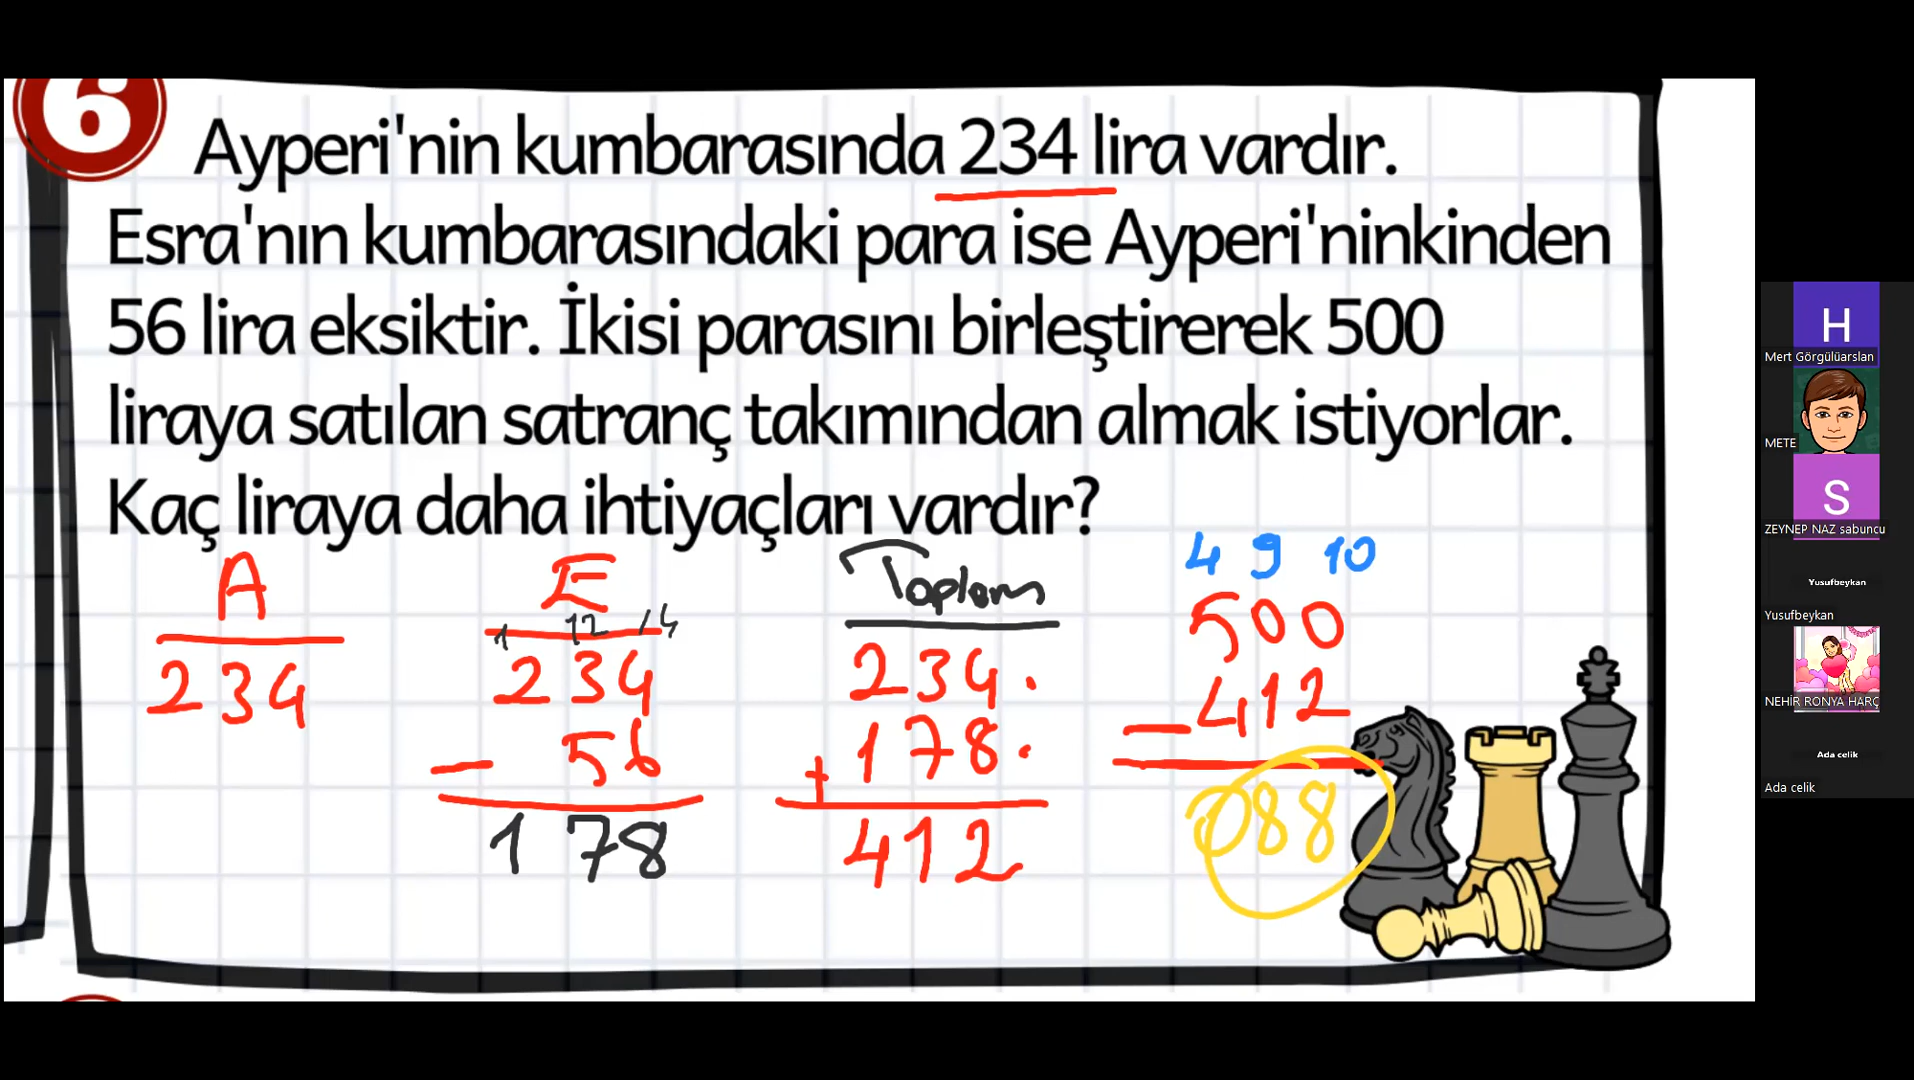 6
Ayperi'nin kumbarasında 234 lira vardır.
Esra'nın kumbarasındaki para ise Ayperi'ninkinden
56 lira eksiktir. İkisi parasını birleştirerek 500
liraya satılan satranç takımından almak istiyorlar.
Kaç liraya daha ihtiyaçları vardır?
A
234
E
1 12 14
234
- 56
178
Toplam
234.
+ 178.
412
4 9 10
500
- 412
088
H
Mert Görgülüarslan
METE
S
ZEYNEP NAZ sabuncu
Yusufbeykan
Yusufbeykan
NEHİR RONYA HARÇ
Ada celik
Ada celik